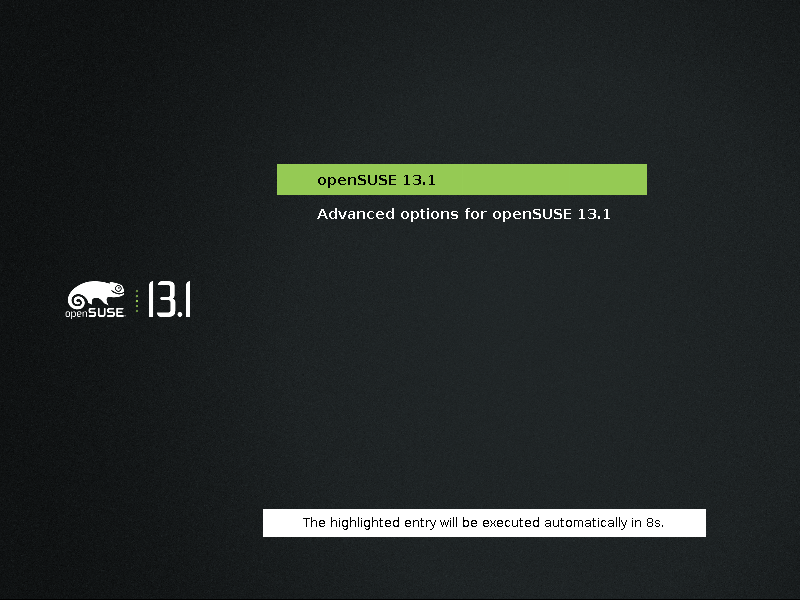 openSUSE 13.1
Advanced options for openSUSE 13.1
openSUSE 13.1
The highlighted entry will be executed automatically in 8s.